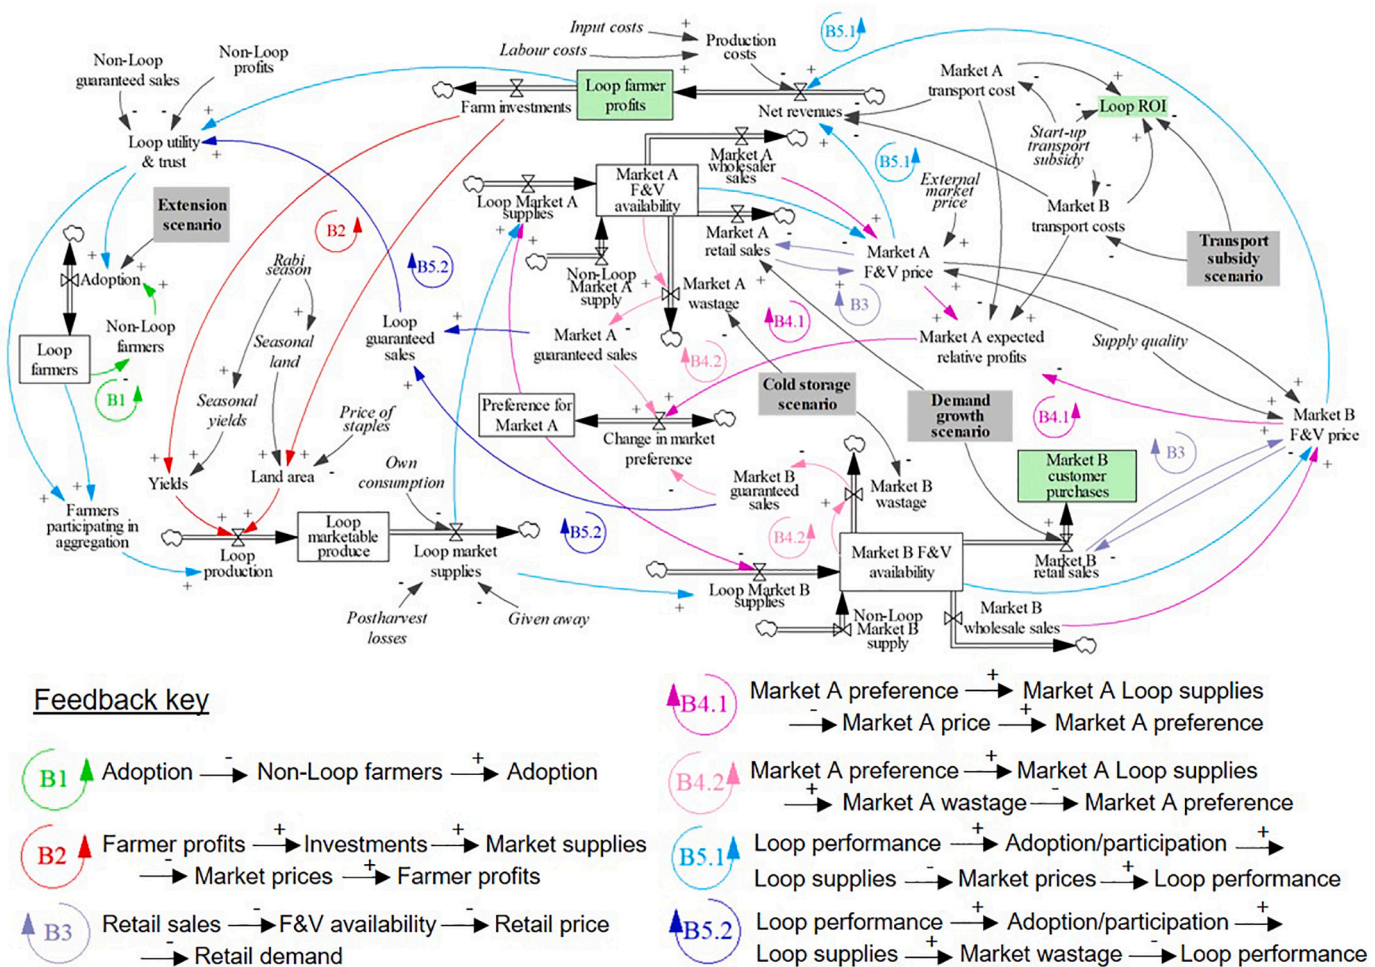 Input costs
Labour costs
Production
costs
B5.1
Non-Loop
guaranteed sales
Non-Loop
profits
Loop farmer
profits
Farm investments
Net revenues
Market A
transport cost
Loop ROI
Start-up
transport
subsidy
Loop utility
& trust
Market A
wholesaler
sales
B5.1
Market A
F&V
availability
Loop Market A
supplies
External
market
price
Market B
transport costs
Extension
scenario
B2
Market A
retail sales
Market A
F&V price
Transport
subsidy
scenario
Adoption
Rabi
season
B5.2
Non-Loop
Market A
supply
Market A
wastage
B3
Non-Loop
farmers
Loop
farmers
B1
Seasonal
land
Loop
guaranteed
sales
Market A
guaranteed sales
B4.1
B4.2
Market A expected
relative profits
Supply quality
Seasonal
yields
Price of
staples
Preference for
Market A
Cold storage
scenario
Demand
growth
scenario
B4.1
Market B
F&V price
Change in market
preference
B3
Yields
Land area
Own
consumption
Market B
guaranteed
sales
Market B
wastage
Market B
customer
purchases
Farmers
participating in
aggregation
Loop
production
Loop
marketable
produce
Loop market
supplies
B5.2
B4.2
Market B F&V
availability
Market B
retail sales
Loop Market B
supplies
Postharvest
losses
Given away
Non-Loop
Market B
supply
Market B
wholesale sales
Feedback key
B1 Adoption - Non-Loop farmers + Adoption
B2 Farmer profits + Investments + Market supplies
- Market prices + Farmer profits
B3 Retail sales - F&V availability - Retail price
- Retail demand
B4.1 Market A preference + Market A Loop supplies
- Market A price + Market A preference
B4.2 Market A preference + Market A Loop supplies
+ Market A wastage - Market A preference
B5.1 Loop performance + Adoption/participation +
Loop supplies - Market prices + Loop performance
B5.2 Loop performance + Adoption/participation +
Loop supplies + Market wastage - Loop performance